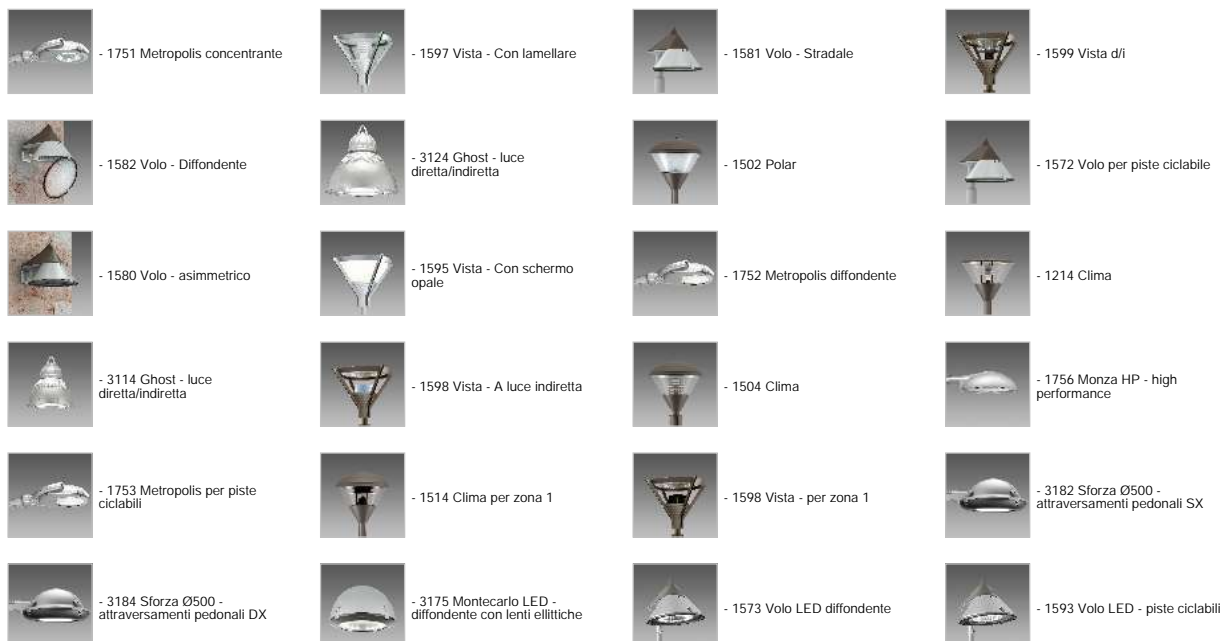 - 1751 Metropolis concentrante
- 1597 Vista - Con lamellare
- 1581 Volo - Stradale
- 1599 Vista d/i
- 1582 Volo - Diffondente
- 3124 Ghost - luce
diretta/indiretta
- 1502 Polar
- 1572 Volo per piste ciclabile
- 1580 Volo - asimmetrico
- 1595 Vista - Con schermo
opale
- 1752 Metropolis diffondente
- 1214 Clima
- 3114 Ghost - luce
diretta/indiretta
- 1598 Vista - A luce indiretta
- 1504 Clima
- 1756 Monza HP - high
performance
- 1753 Metropolis per piste
ciclabili
- 1514 Clima per zona 1
- 1598 Vista - per zona 1
- 3182 Sforza Ø500 -
attraversamenti pedonali SX
- 3184 Sforza Ø500 -
attraversamenti pedonali DX
- 3175 Montecarlo LED -
diffondente con lenti ellittiche
- 1573 Volo LED diffondente
- 1593 Volo LED - piste ciclabili